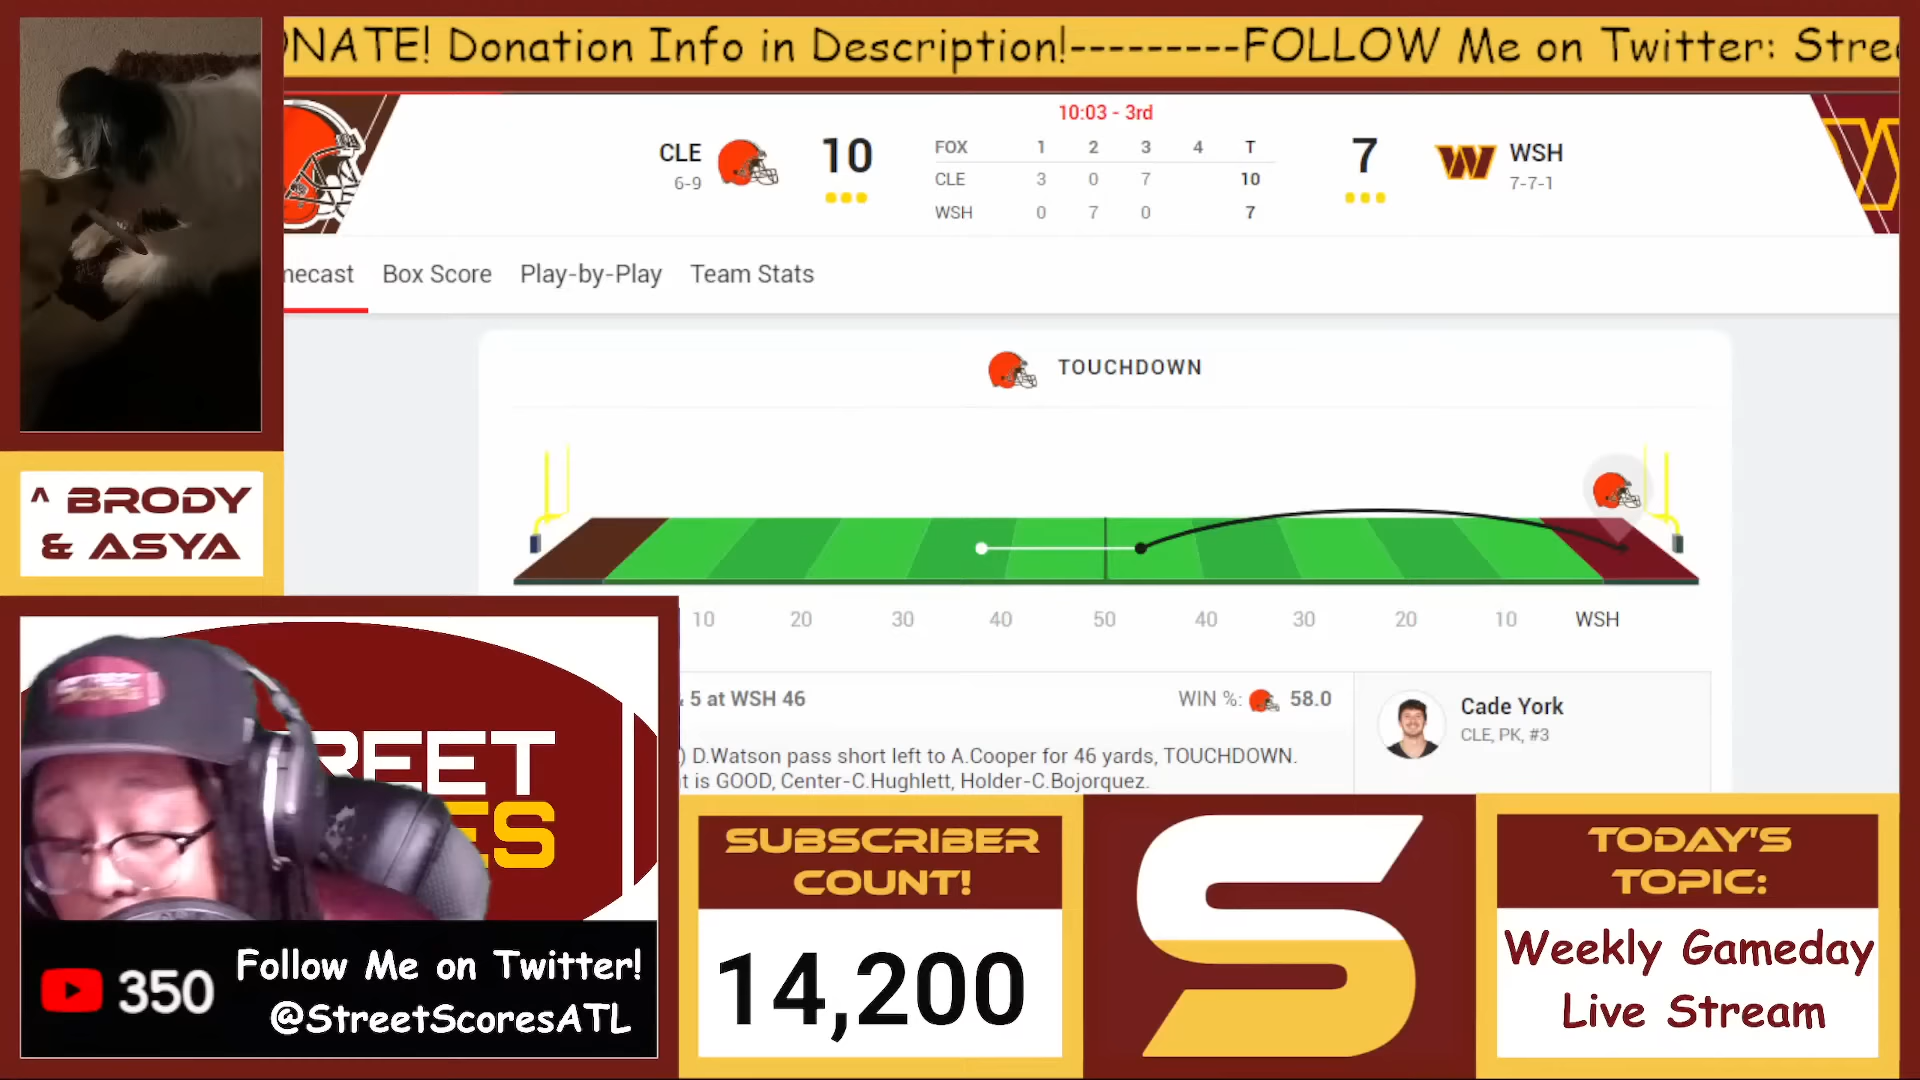 ONATE! Donation Info in Description!---------FOLLOW Me on Twitter: Stree
10:03 - 3rd
CLE
6-9
10
FOX 1 2 3 4 T
CLE 3 0 7 10
WSH 0 7 0 7
7
WSH
7-7-1
necast Box Score Play-by-Play Team Stats
TOUCHDOWN
10 20 30 40 50 40 30 20 10 WSH
5 at WSH 46
WIN %: 58.0
) D.Watson pass short left to A.Cooper for 46 yards, TOUCHDOWN.
t is GOOD, Center-C.Hughlett, Holder-C.Bojorquez.
Cade York
CLE, PK, #3
^ BRODY
& ASYA
REET
ES
350
Follow Me on Twitter!
@StreetScoresATL
SUBSCRIBER
COUNT!
14,200
S
TODAY'S
TOPIC:
Weekly Gameday
Live Stream